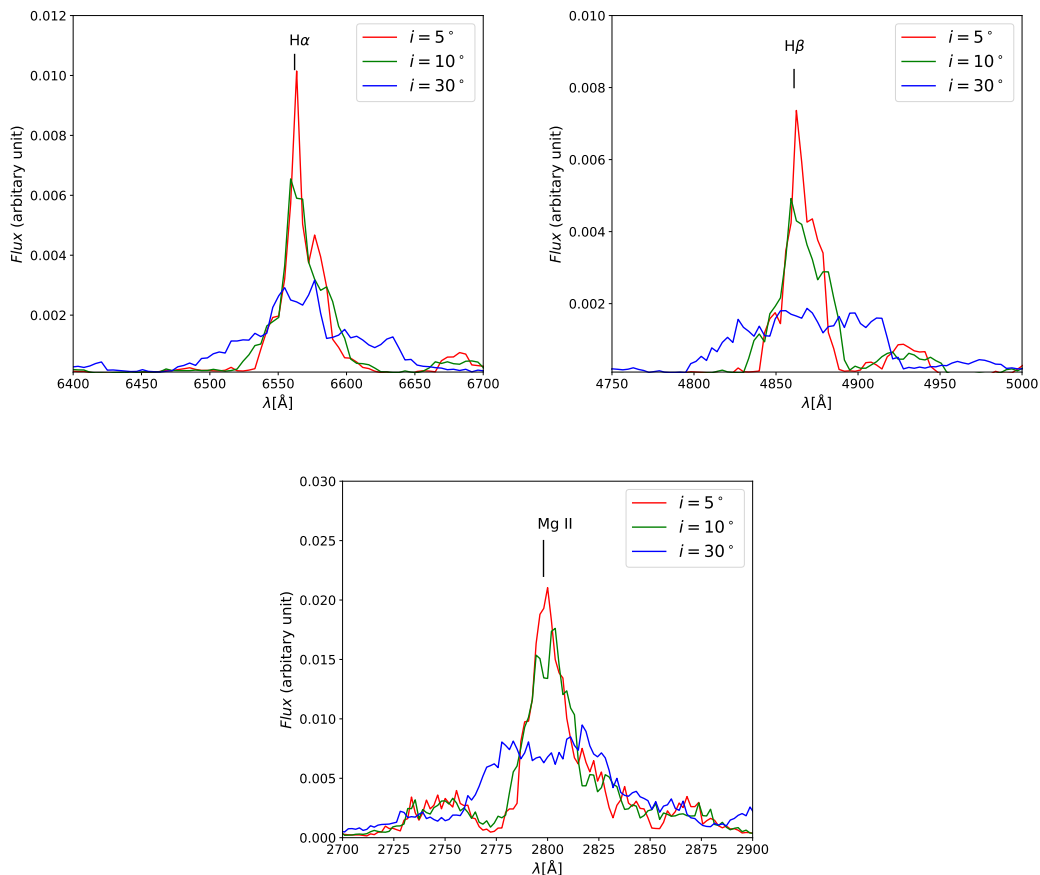 0.012
0.010
0.008
0.006
0.004
0.002
Flux (arbitary unit)
Hα
i = 5°
i = 10°
i = 30°
6400 6450 6500 6550 6600 6650 6700
λ[Å]
0.010
0.008
0.006
0.004
0.002
Flux (arbitary unit)
Hβ
i = 5°
i = 10°
i = 30°
4750 4800 4850 4900 4950 5000
λ[Å]
0.030
0.025
0.020
0.015
0.010
0.005
0.000
Flux (arbitary unit)
Mg II
i = 5°
i = 10°
i = 30°
2700 2725 2750 2775 2800 2825 2850 2875 2900
λ[Å]